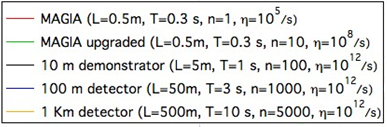 MAGIA (L=0.5m, T=0.3 s, n=1, η=10⁵/s)
MAGIA upgraded (L=0.5m, T=0.3 s, n=10, η=10⁸/s)
10 m demonstrator (L=5m, T=1 s, n=100, η=10¹²/s)
100 m detector (L=50m, T=3 s, n=1000, η=10¹²/s)
1 Km detector (L=500m, T=10 s, n=5000, η=10¹²/s)